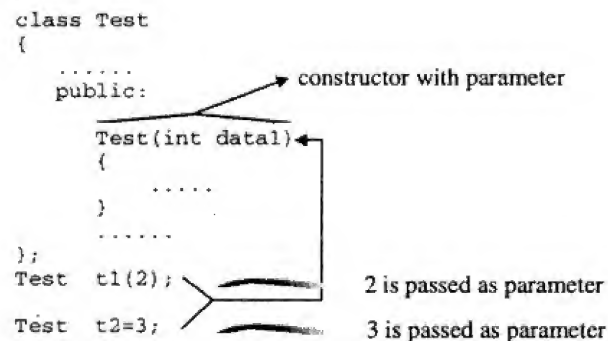 class Test
{
......
public:
constructor with parameter
Test(int data1)
{
.....
}
......
};
Test t1(2);
2 is passed as parameter
Test t2=3;
3 is passed as parameter